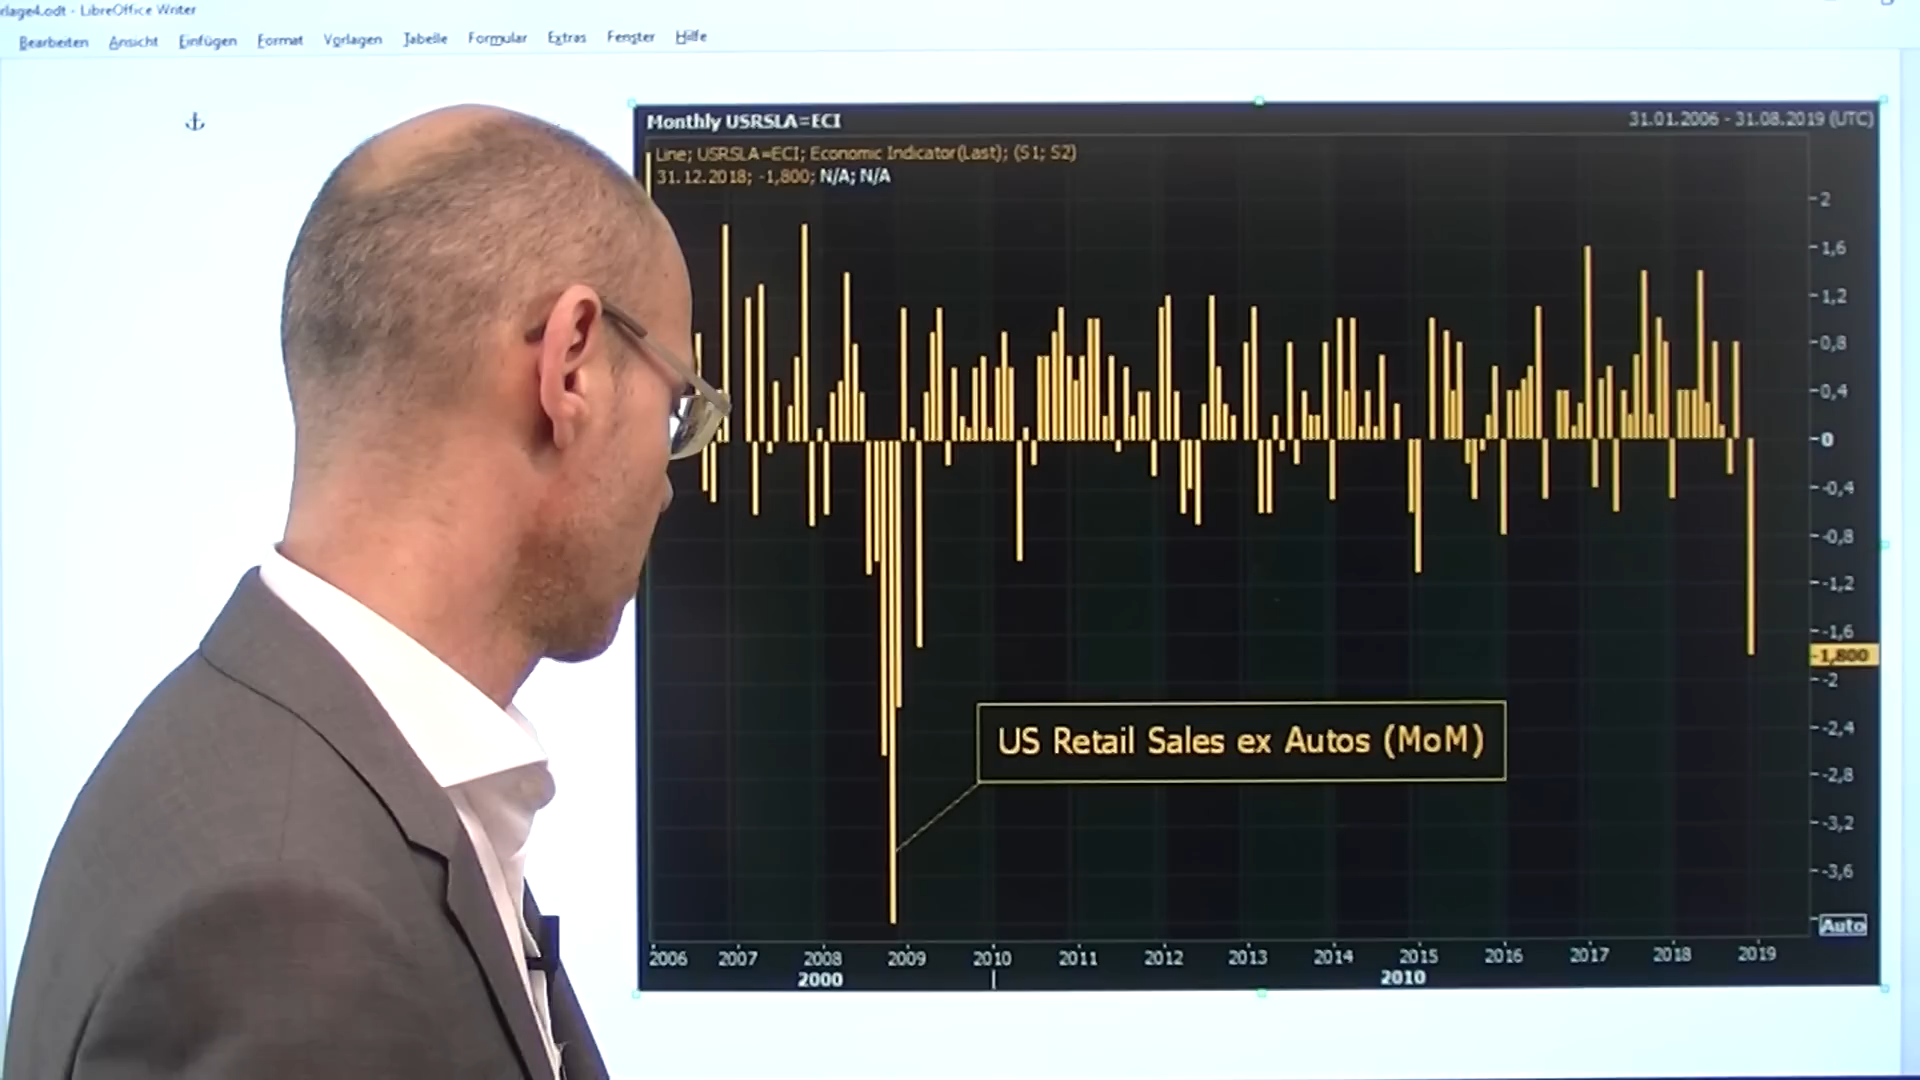 rlage4.odt - LibreOffice Writer
Bearbeiten Ansicht Einfügen Format Vorlagen Tabelle Formular Extras Fenster Hilfe
Monthly USRSLA=ECI
31.01.2006 - 31.08.2019 (UTC)
Line; USRSLA=ECI; Economic Indicator(Last); (S1; S2)
31.12.2018; -1,800; N/A; N/A
2
1,6
1,2
0,8
0,4
0
-0,4
-0,8
-1,2
-1,6
-1,800
-2
-2,4
-2,8
-3,2
-3,6
Auto
US Retail Sales ex Autos (MoM)
2006 2007 2008 2009 2010 2011 2012 2013 2014 2015 2016 2017 2018 2019
2000 2010